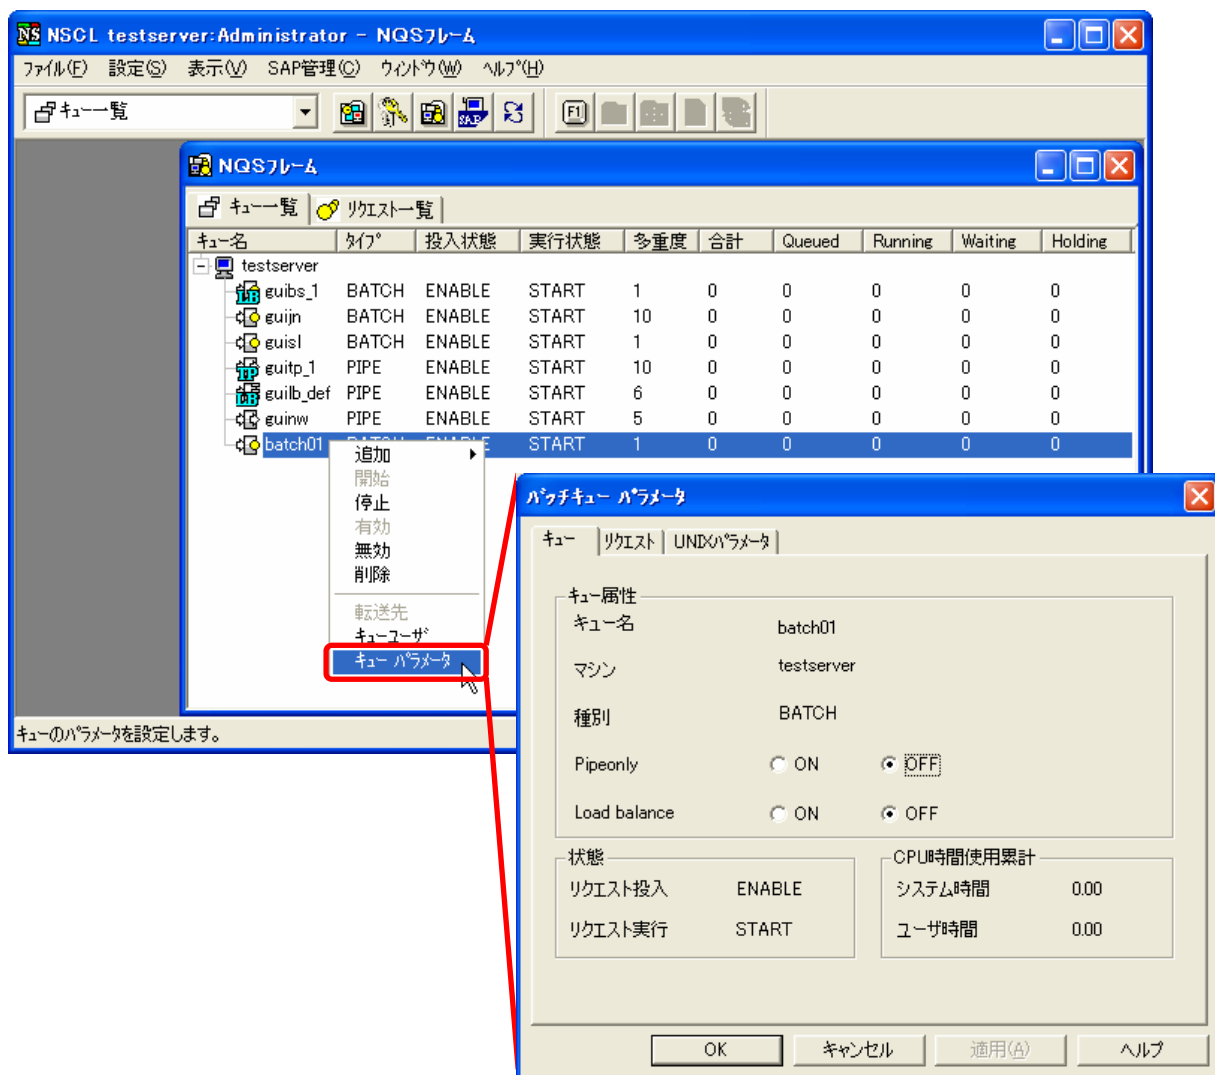 NS NSCL testserver:Administrator - NQSﾌﾚｰﾑ
ﾌｧｲﾙ(F) 設定(S) 表示(V) SAP管理(C) ｳｨﾝﾄﾞｳ(W) ﾍﾙﾌﾟ(H)
ｷｭｰ一覧 SAP F1
NQSﾌﾚｰﾑ
ｷｭｰ一覧 ﾘｸｴｽﾄ一覧
ｷｭｰ名 ﾀｲﾌﾟ 投入状態 実行状態 多重度 合計 Queued Running Waiting Holding
testserver
guibs_1 BATCH ENABLE START 1 0 0 0 0 0
guijn BATCH ENABLE START 10 0 0 0 0 0
guisl BATCH ENABLE START 1 0 0 0 0 0
guitp_1 PIPE ENABLE START 10 0 0 0 0 0
guilb_def PIPE ENABLE START 6 0 0 0 0 0
guinw PIPE ENABLE START 5 0 0 0 0 0
batch01 BATCH ENABLE START 1 0 0 0 0 0
追加
開始
停止
有効
無効
削除
転送先
ｷｭｰﾕｰｻﾞ
ｷｭｰ ﾊﾟﾗﾒｰﾀ
ｷｭｰのﾊﾟﾗﾒｰﾀを設定します。
ﾊﾞｯﾁｷｭｰ ﾊﾟﾗﾒｰﾀ
ｷｭｰ ﾘｸｴｽﾄ UNIXﾊﾟﾗﾒｰﾀ
ｷｭｰ属性
キュー名 batch01
マシン testserver
種別 BATCH
Pipeonly ON OFF
Load balance ON OFF
状態 CPU時間使用累計
リクエスト投入 ENABLE システム時間 0.00
リクエスト実行 START ユーザ時間 0.00
OK キャンセル 適用(A) ヘルプ